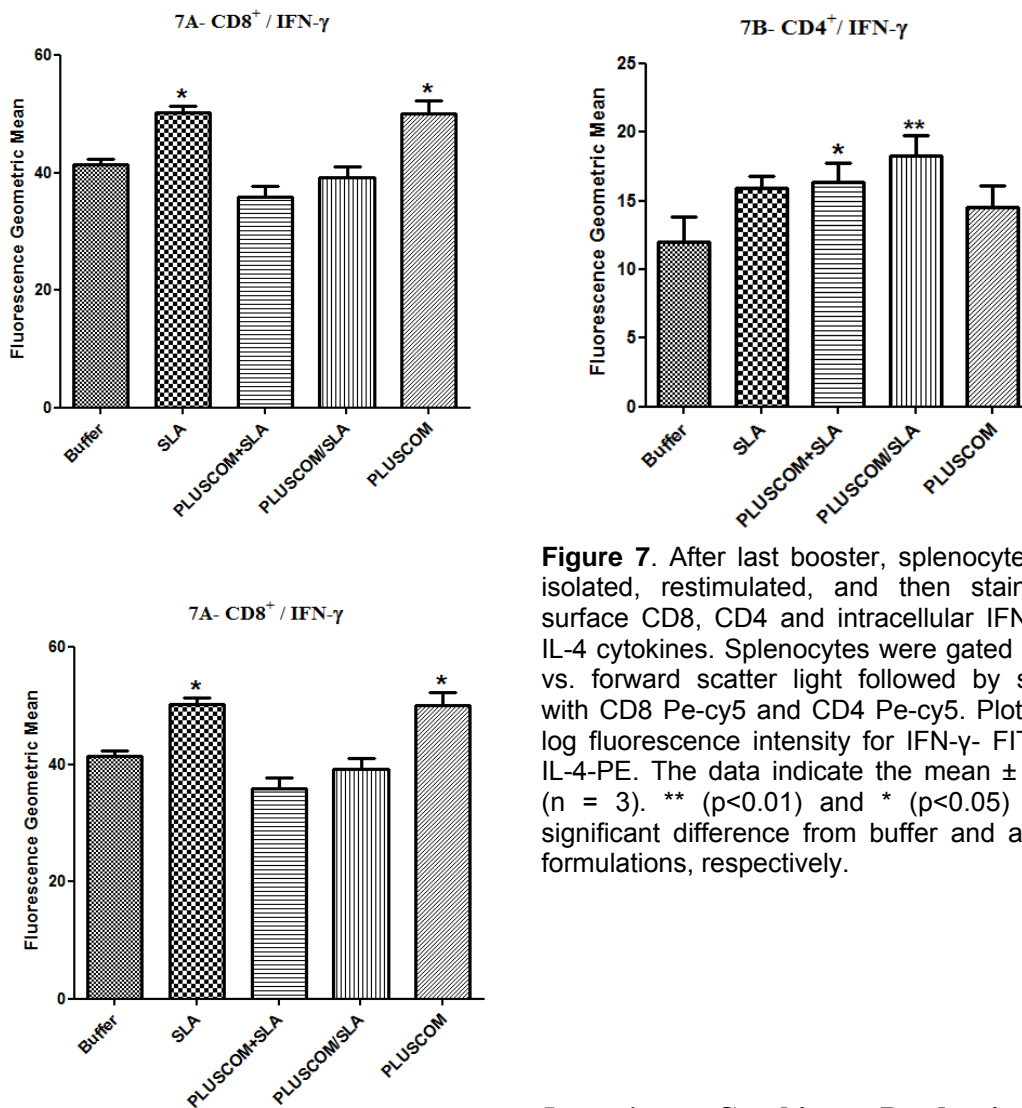 7A- CD8+ / IFN-γ
Fluorescence Geometric Mean
60
40
20
0
*
*
Buffer
SLA
PLUSCOM+SLA
PLUSCOM/SLA
PLUSCOM
7B- CD4+/ IFN-γ
Fluorescence Geometric Mean
25
20
15
10
5
0
*
**
Buffer
SLA
PLUSCOM+SLA
PLUSCOM/SLA
PLUSCOM
Figure 7. After last booster, splenocyte
isolated, restimulated, and then stain
surface CD8, CD4 and intracellular IFN
IL-4 cytokines. Splenocytes were gated
vs. forward scatter light followed by s
with CD8 Pe-cy5 and CD4 Pe-cy5. Plot
log fluorescence intensity for IFN-γ- FI
IL-4-PE. The data indicate the mean ±
(n = 3). ** (p<0.01) and * (p<0.05)
significant difference from buffer and a
formulations, respectively.
7A- CD8+ / IFN-γ
Fluorescence Geometric Mean
60
40
20
0
*
*
Buffer
SLA
PLUSCOM+SLA
PLUSCOM/SLA
PLUSCOM